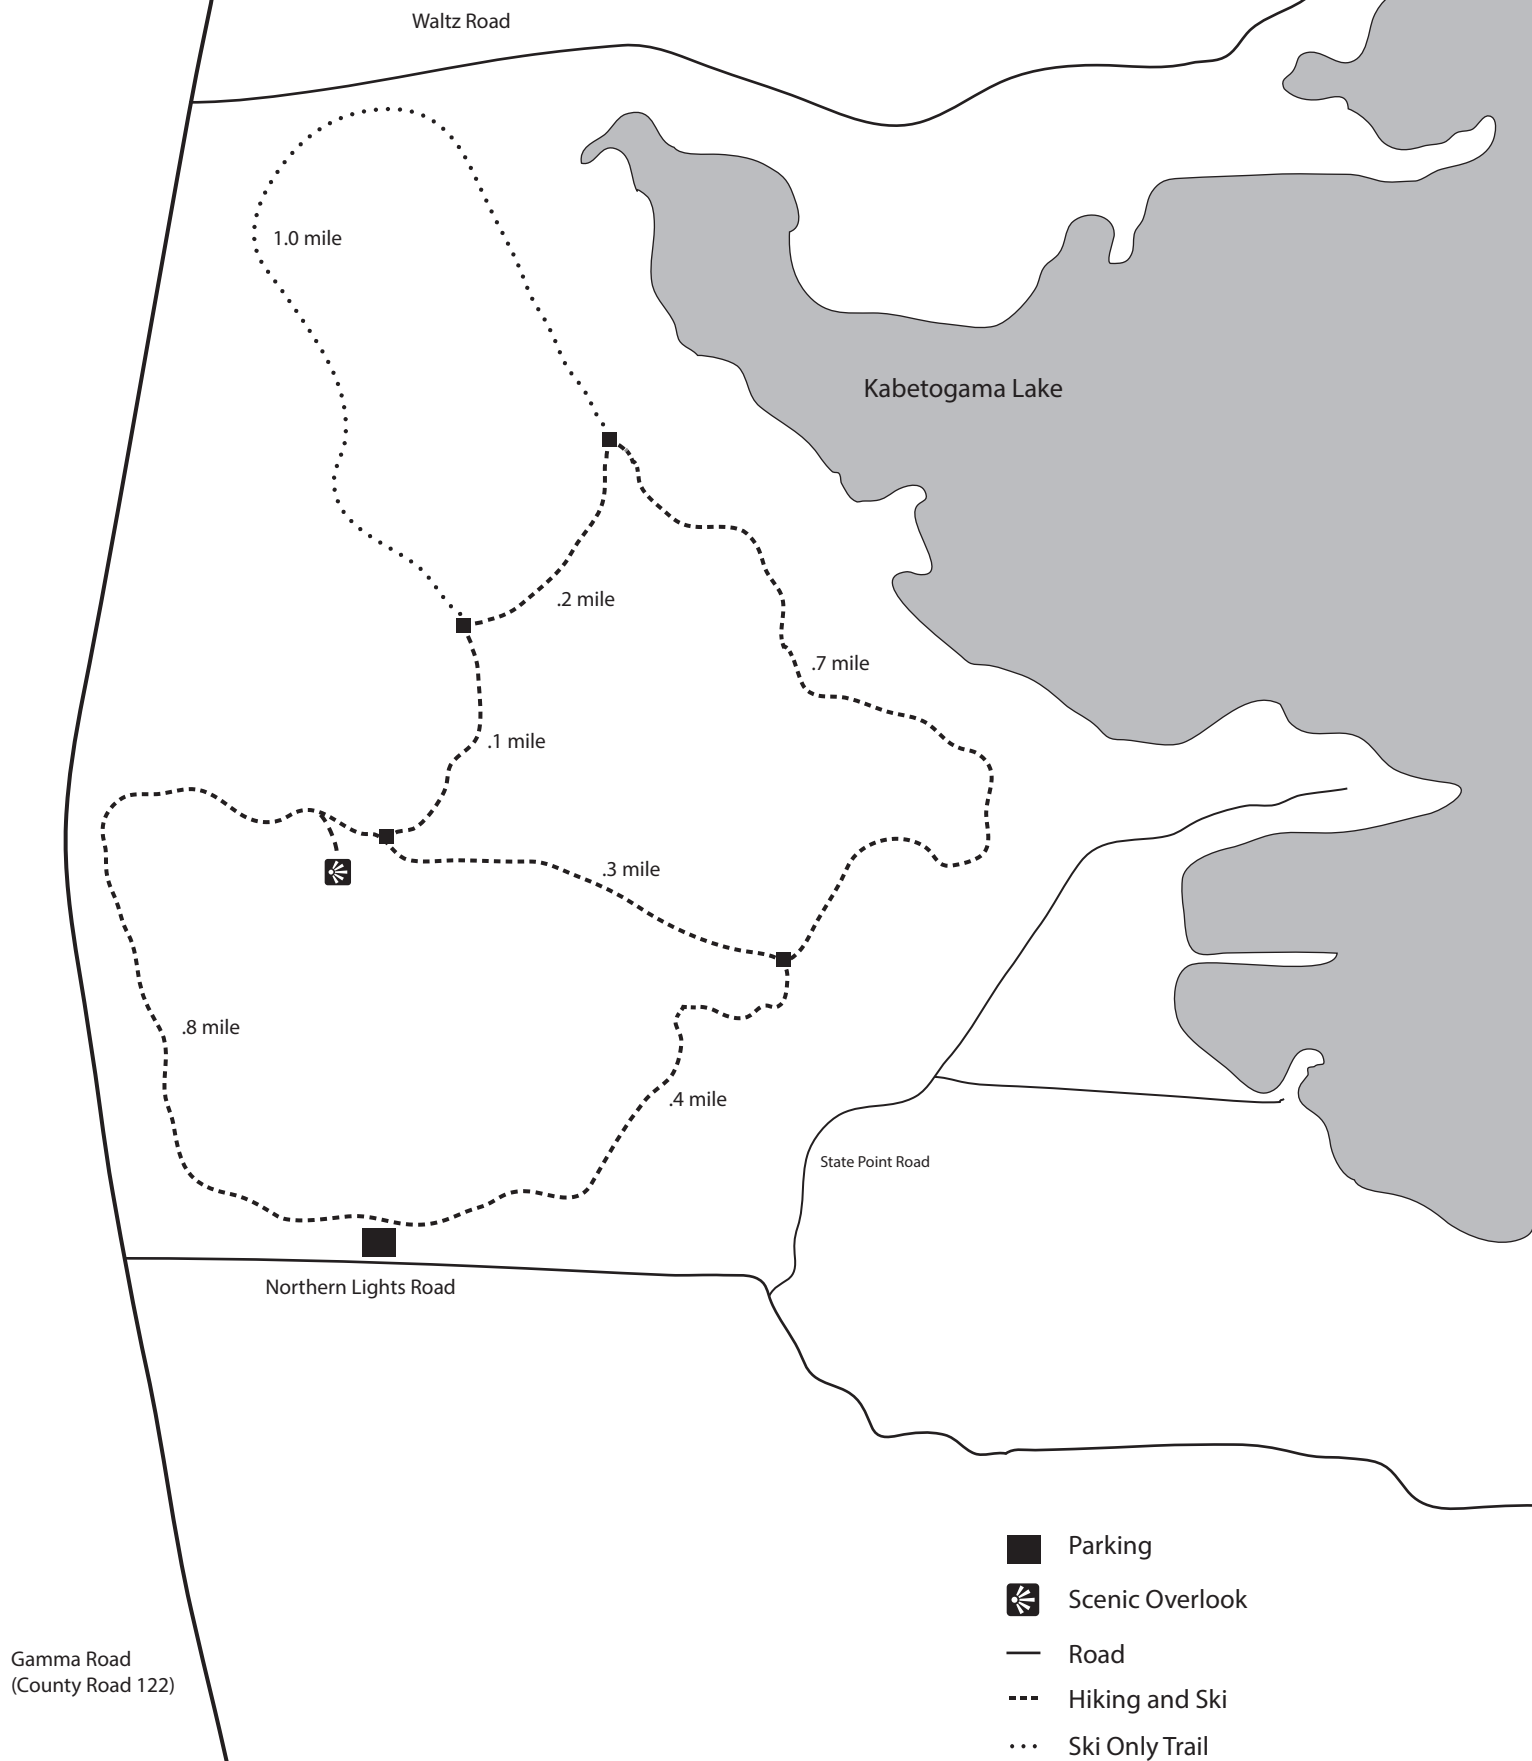 Waltz Road
1.0 mile
Kabetogama Lake
.2 mile
.7 mile
.1 mile
.3 mile
.8 mile
.4 mile
State Point Road
Northern Lights Road
Parking
Scenic Overlook
Road
Gamma Road
(County Road 122)
Hiking and Ski
Ski Only Trail